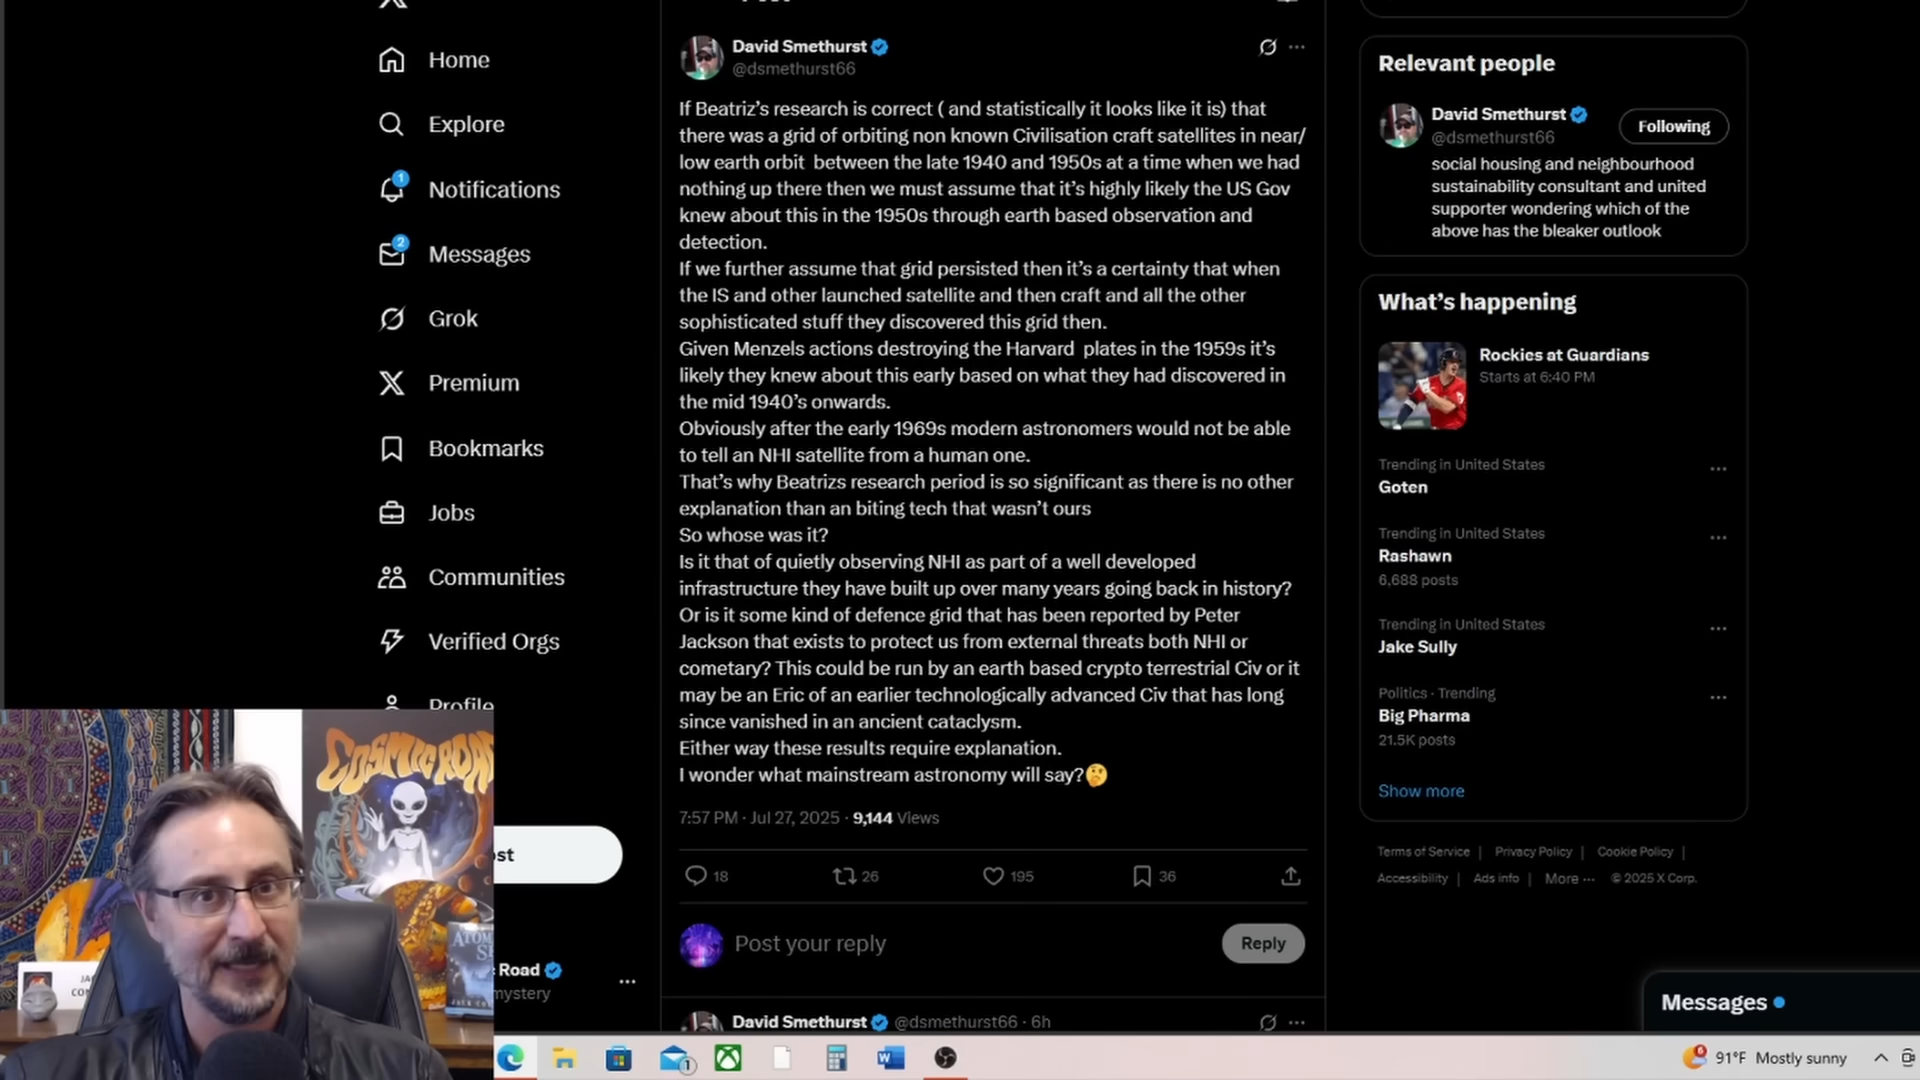 Home
Explore
1
Notifications
2
Messages
Grok
Premium
Bookmarks
Jobs
Communities
Verified Orgs
Profile
st
Road
mystery
David Smethurst
@dsmethurst66
If Beatriz's research is correct ( and statistically it looks like it is) that
there was a grid of orbiting non known Civilisation craft satellites in near/
low earth orbit between the late 1940 and 1950s at a time when we had
nothing up there then we must assume that it's highly likely the US Gov
knew about this in the 1950s through earth based observation and
detection.
If we further assume that grid persisted then it's a certainty that when
the IS and other launched satellite and then craft and all the other
sophisticated stuff they discovered this grid then.
Given Menzels actions destroying the Harvard plates in the 1959s it's
likely they knew about this early based on what they had discovered in
the mid 1940's onwards.
Obviously after the early 1969s modern astronomers would not be able
to tell an NHI satellite from a human one.
That's why Beatrizs research period is so significant as there is no other
explanation than an biting tech that wasn't ours
So whose was it?
Is it that of quietly observing NHI as part of a well developed
infrastructure they have built up over many years going back in history?
Or is it some kind of defence grid that has been reported by Peter
Jackson that exists to protect us from external threats both NHI or
cometary? This could be run by an earth based crypto terrestrial Civ or it
may be an Eric of an earlier technologically advanced Civ that has long
since vanished in an ancient cataclysm.
Either way these results require explanation.
I wonder what mainstream astronomy will say?🤔
7:57 PM · Jul 27, 2025 · 9,144 Views
18 26 195 36
Post your reply
Reply
David Smethurst @dsmethurst66 · 6h
Relevant people
David Smethurst
@dsmethurst66
Following
social housing and neighbourhood
sustainability consultant and united
supporter wondering which of the
above has the bleaker outlook
What's happening
Rockies at Guardians
Starts at 6:40 PM
Trending in United States
Goten
Trending in United States
Rashawn
6,688 posts
Trending in United States
Jake Sully
Politics · Trending
Big Pharma
21.5K posts
Show more
Terms of Service | Privacy Policy | Cookie Policy |
Accessibility | Ads info | More ··· © 2025 X Corp.
Messages
COSMIC ROAD
91°F Mostly sunny